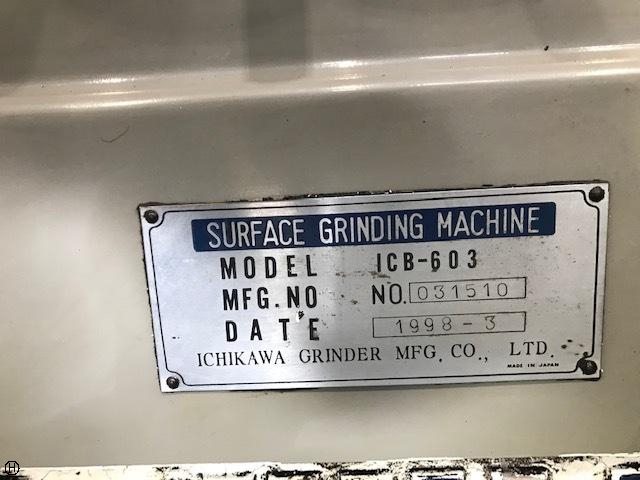 SURFACE GRINDING MACHINE
MODEL ICB-603
MFG.NO NO.031510
DATE 1998-3
ICHIKAWA GRINDER MFG. CO., LTD.
MADE IN JAPAN